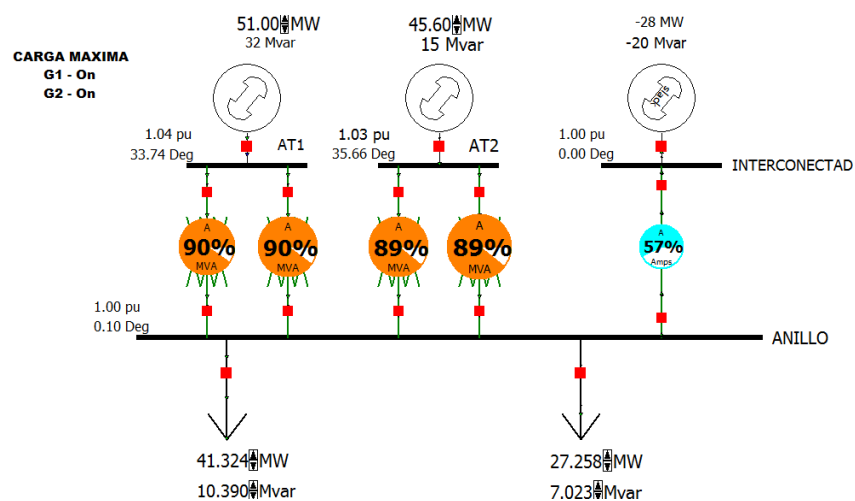 51.00 MW
32 Mvar
45.60 MW
15 Mvar
-28 MW
-20 Mvar
CARGA MAXIMA
G1 - On
G2 - On
slack
1.04 pu
33.74 Deg
AT1
1.03 pu
35.66 Deg
AT2
1.00 pu
0.00 Deg
INTERCONECTAD
A
90%
MVA
A
90%
MVA
A
89%
MVA
A
89%
MVA
A
57%
Amps
1.00 pu
0.10 Deg
ANILLO
41.324 MW
10.390 Mvar
27.258 MW
7.023 Mvar